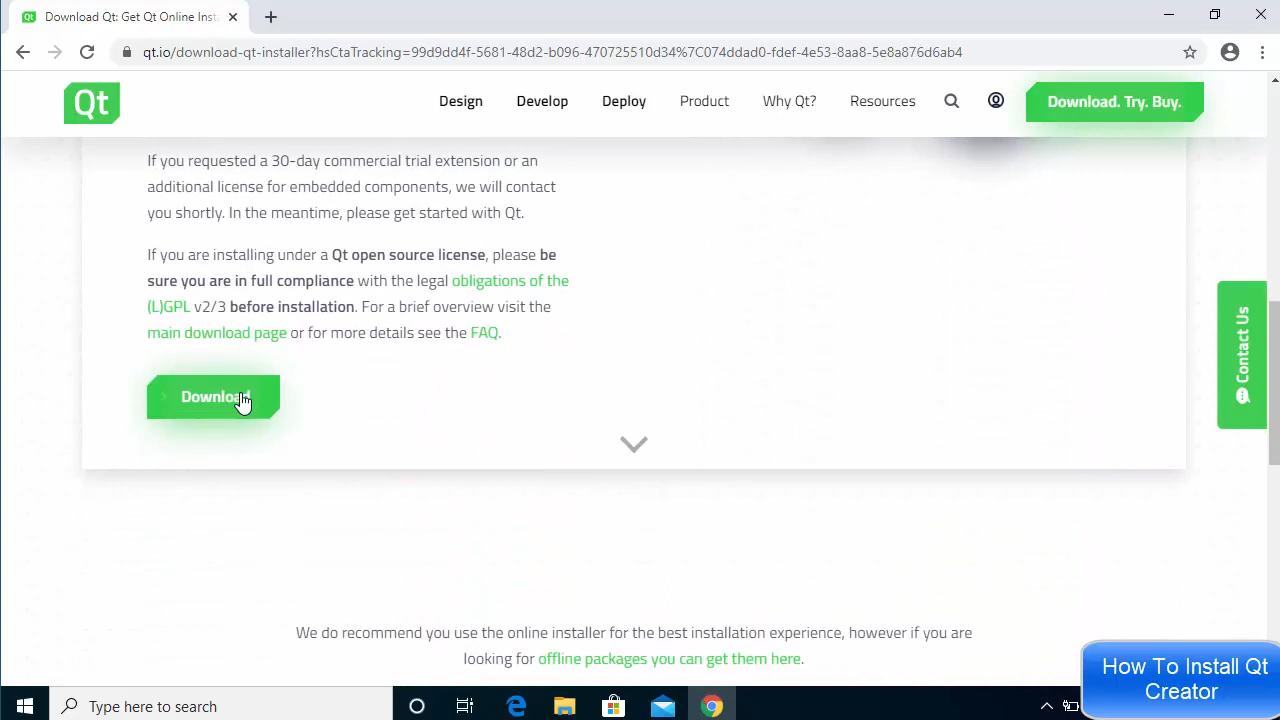 Download Qt: Get Qt Online Inst
qt.io/download-qt-installer?hsCtaTracking=99d9dd4f-5681-48d2-b096-470725510d34%7C074ddad0-fdef-4e53-8aa8-5e8a876d6ab4
Qt
Design
Develop
Deploy
Product
Why Qt?
Resources
Download. Try. Buy.
If you requested a 30-day commercial trial extension or an
additional license for embedded components, we will contact
you shortly. In the meantime, please get started with Qt.
If you are installing under a Qt open source license, please be
sure you are in full compliance with the legal obligations of the
(L)GPL v2/3 before installation. For a brief overview visit the
main download page or for more details see the FAQ.
Download
Contact Us
We do recommend you use the online installer for the best installation experience, however if you are
looking for offline packages you can get them here.
How To Install Qt
Creator
Type here to search